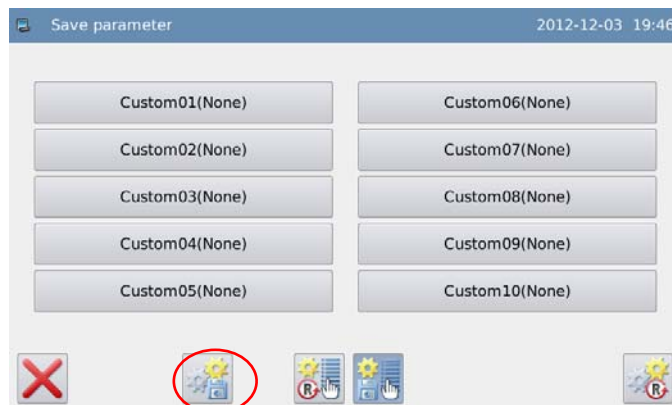 Save parameter 2012-12-03 19:46
Custom01(None) Custom06(None)
Custom02(None) Custom07(None)
Custom03(None) Custom08(None)
Custom04(None) Custom09(None)
Custom05(None) Custom10(None)
R R